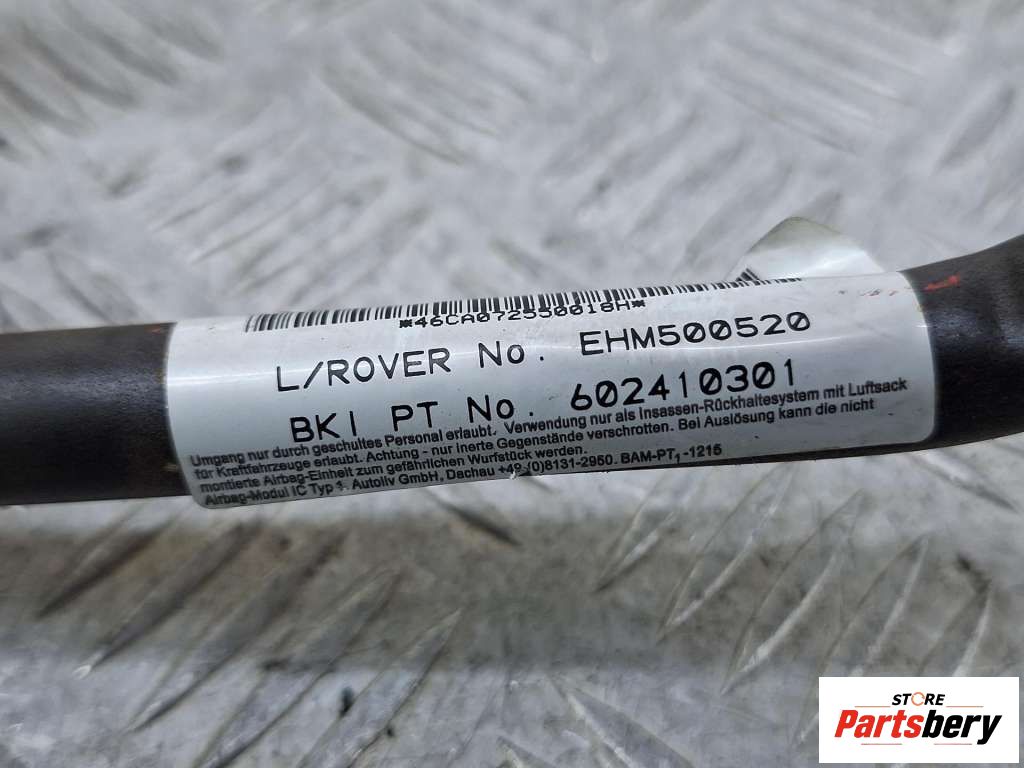 *46CA072550018H*
L/ROVER No. EHM500520
BKI PT No. 602410301
Umgang nur durch geschultes Personal erlaubt. Verwendung nur als Insassen-Rückhaltesystem mit Luftsack
für Kraftfahrzeuge erlaubt. Achtung - nur inerte Gegenstände verschrotten. Bei Auslösung kann die nicht
montierte Airbag-Einheit zum gefährlichen Wurfstück werden.
Airbag-Modul IC Typ 1. Autoliv GmbH, Dachau +49 (0)8131-2950. BAM-PT1-1215
STORE
Partsbery